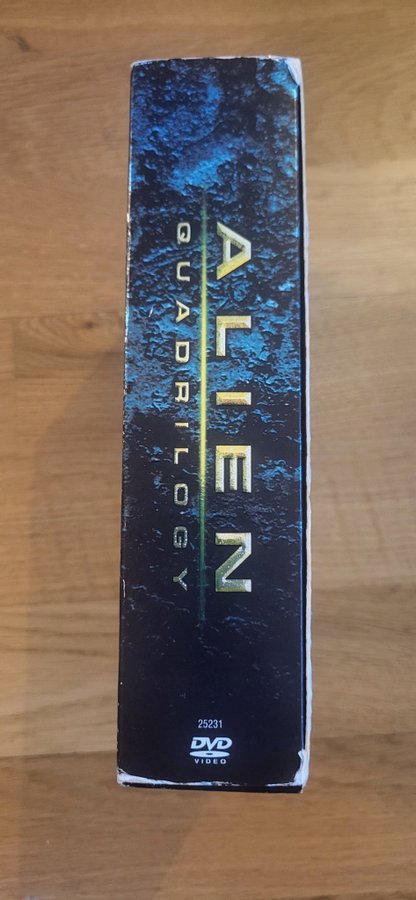 ALIEN
QUADRILOGY
25231
DVD
VIDEO